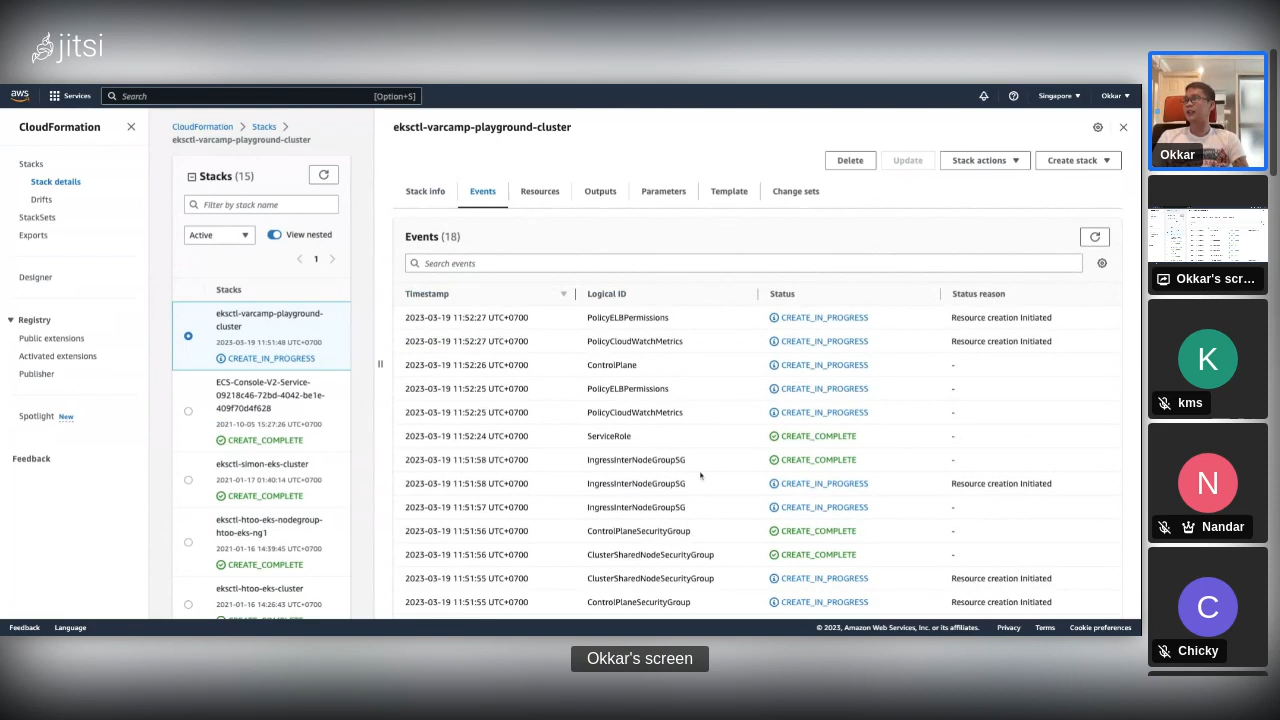 jitsi
aws
Services
Search
[Option+S]
Singapore
Okkar
CloudFormation
Stacks
Stack details
Drifts
StackSets
Exports
Designer
Registry
Public extensions
Activated extensions
Publisher
Spotlight New
Feedback
CloudFormation
Stacks
eksctl-varcamp-playground-cluster
Stacks (15)
Filter by stack name
Active
View nested
1
Stacks
eksctl-varcamp-playground-
cluster
2023-03-19 11:51:48 UTC+0700
CREATE_IN_PROGRESS
ECS-Console-V2-Service-
09218c46-72bd-4042-be1e-
409f70d4f628
2021-10-05 15:27:26 UTC+0700
CREATE_COMPLETE
eksctl-simon-eks-cluster
2021-01-17 01:40:14 UTC+0700
CREATE_COMPLETE
eksctl-htoo-eks-nodegroup-
htoo-eks-ng1
2021-01-16 14:39:45 UTC+0700
CREATE_COMPLETE
eksctl-htoo-eks-cluster
2021-01-16 14:26:43 UTC+0700
eksctl-varcamp-playground-cluster
Delete
Update
Stack actions
Create stack
Stack info
Events
Resources
Outputs
Parameters
Template
Change sets
Events (18)
Search events
Timestamp Logical ID Status Status reason
2023-03-19 11:52:27 UTC+0700 PolicyELBPermissions CREATE_IN_PROGRESS Resource creation Initiated
2023-03-19 11:52:27 UTC+0700 PolicyCloudWatchMetrics CREATE_IN_PROGRESS Resource creation Initiated
2023-03-19 11:52:26 UTC+0700 ControlPlane CREATE_IN_PROGRESS -
2023-03-19 11:52:25 UTC+0700 PolicyELBPermissions CREATE_IN_PROGRESS -
2023-03-19 11:52:25 UTC+0700 PolicyCloudWatchMetrics CREATE_IN_PROGRESS -
2023-03-19 11:52:24 UTC+0700 ServiceRole CREATE_COMPLETE -
2023-03-19 11:51:58 UTC+0700 IngressInterNodeGroupSG CREATE_COMPLETE -
2023-03-19 11:51:58 UTC+0700 IngressInterNodeGroupSG CREATE_IN_PROGRESS Resource creation Initiated
2023-03-19 11:51:57 UTC+0700 IngressInterNodeGroupSG CREATE_IN_PROGRESS -
2023-03-19 11:51:56 UTC+0700 ControlPlaneSecurityGroup CREATE_COMPLETE -
2023-03-19 11:51:56 UTC+0700 ClusterSharedNodeSecurityGroup CREATE_COMPLETE -
2023-03-19 11:51:55 UTC+0700 ClusterSharedNodeSecurityGroup CREATE_IN_PROGRESS Resource creation Initiated
2023-03-19 11:51:55 UTC+0700 ControlPlaneSecurityGroup CREATE_IN_PROGRESS Resource creation Initiated
Feedback
Language
© 2023, Amazon Web Services, Inc. or its affiliates.
Privacy
Terms
Cookie preferences
Okkar's screen
Okkar
Okkar's scr...
K
kms
N
Nandar
C
Chicky